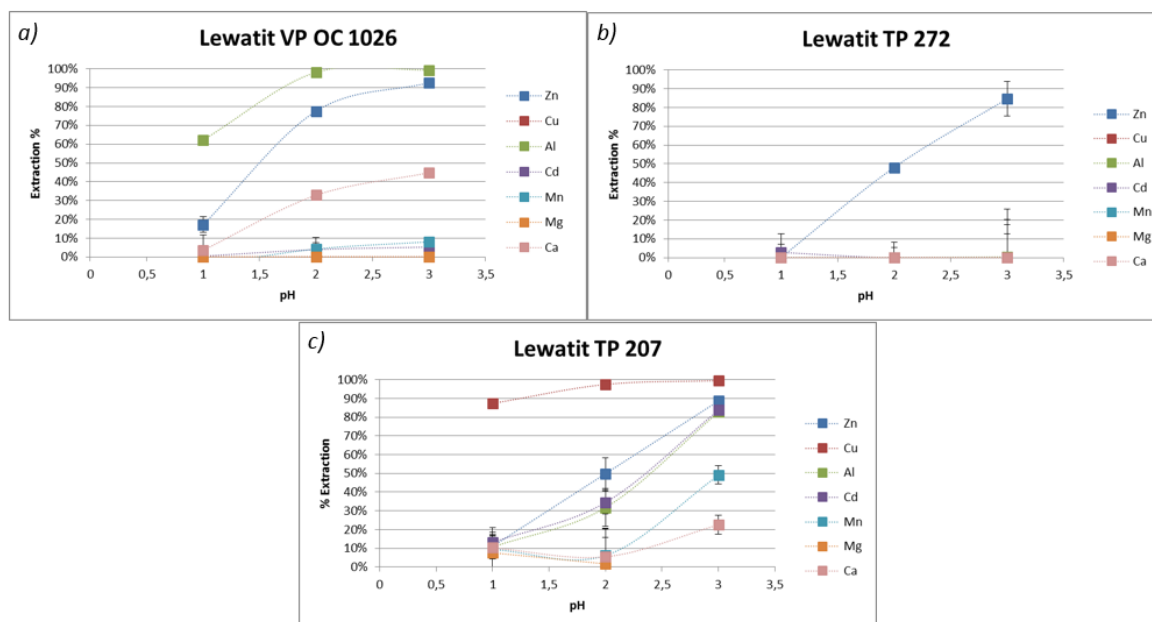 a)
Lewatit VP OC 1026
100%
90%
80%
70%
60%
50%
40%
30%
20%
10%
0%
Extraction %
0 0,5 1 1,5 2 2,5 3 3,5
pH
Zn
Cu
Al
Cd
Mn
Mg
Ca
b)
Lewatit TP 272
100%
90%
80%
70%
60%
50%
40%
30%
20%
10%
0%
Extraction %
0 0,5 1 1,5 2 2,5 3 3,5
pH
Zn
Cu
Al
Cd
Mn
Mg
Ca
c)
Lewatit TP 207
100%
90%
80%
70%
60%
50%
40%
30%
20%
10%
0%
% Extraction
0 0,5 1 1,5 2 2,5 3 3,5
pH
Zn
Cu
Al
Cd
Mn
Mg
Ca